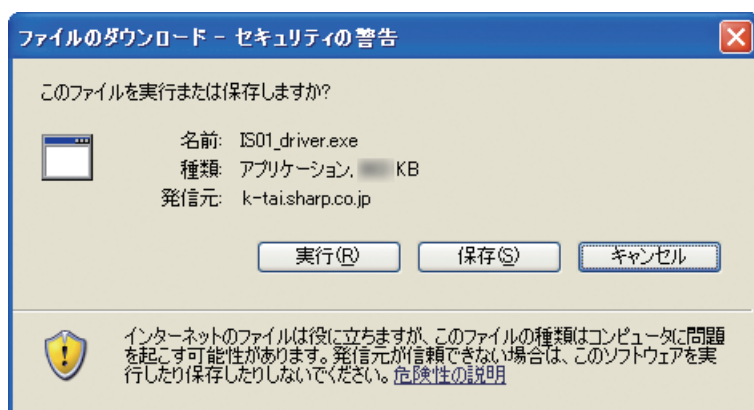 ファイルのダウンロード - セキュリティの警告
このファイルを実行または保存しますか?
名前: IS01_driver.exe
種類: アプリケーション, KB
発信元: k-tai.sharp.co.jp
実行(R) 保存(S) キャンセル
インターネットのファイルは役に立ちますが、このファイルの種類はコンピュータに問題
を起こす可能性があります。発信元が信頼できない場合は、このソフトウェアを実
行したり保存したりしないでください。危険性の説明